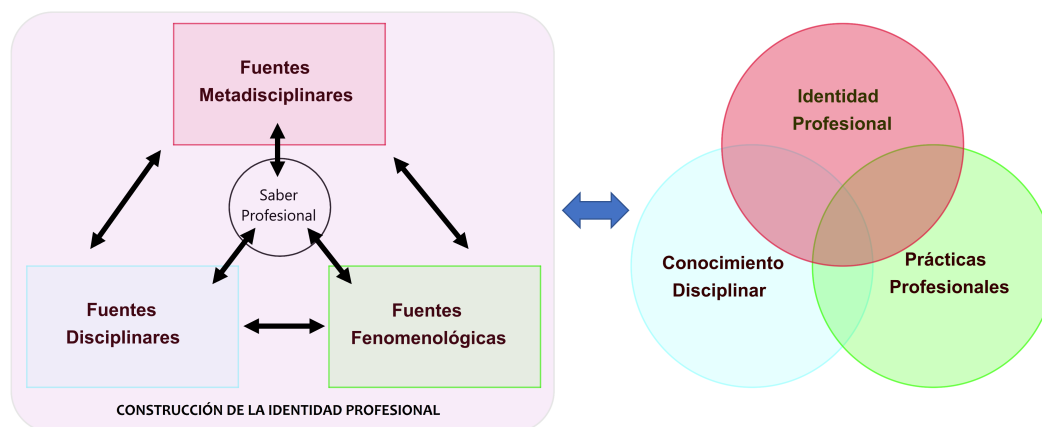 Fuentes
Metadisciplinares
Saber
Profesional
Fuentes
Disciplinares
Fuentes
Fenomenológicas
CONSTRUCCIÓN DE LA IDENTIDAD PROFESIONAL
Identidad
Profesional
Conocimiento
Disciplinar
Prácticas
Profesionales